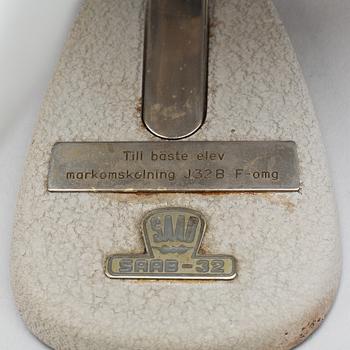 Till bäste elev
markomskolning J32B F-omg
SAAB
SAAB-32